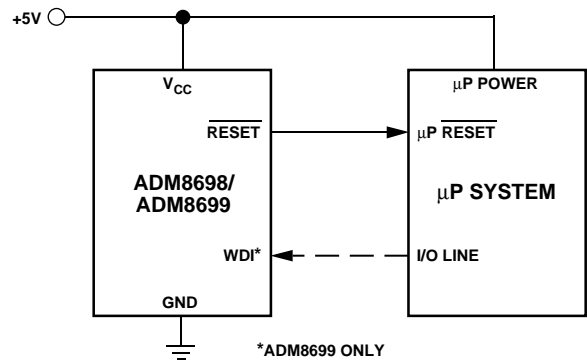 +5V
VCC
μP POWER
RESET
μP RESET
ADM8698/
ADM8699
μP SYSTEM
WDI*
I/O LINE
GND
*ADM8699 ONLY